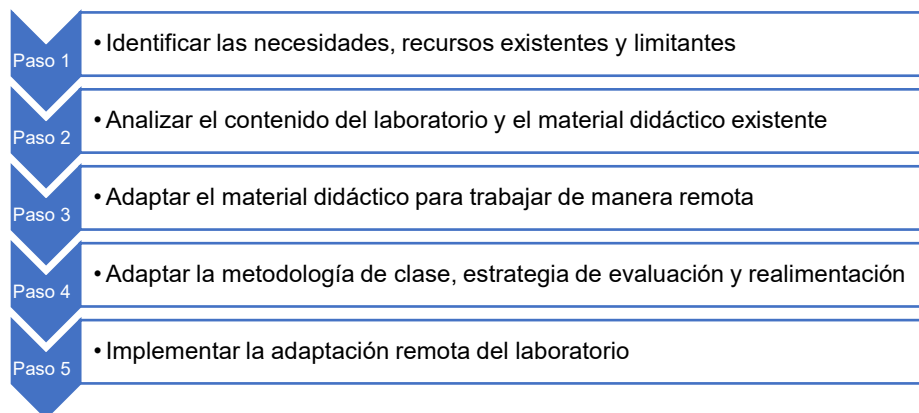 Paso 1
• Identificar las necesidades, recursos existentes y limitantes
Paso 2
• Analizar el contenido del laboratorio y el material didáctico existente
Paso 3
• Adaptar el material didáctico para trabajar de manera remota
Paso 4
• Adaptar la metodología de clase, estrategia de evaluación y realimentación
Paso 5
• Implementar la adaptación remota del laboratorio